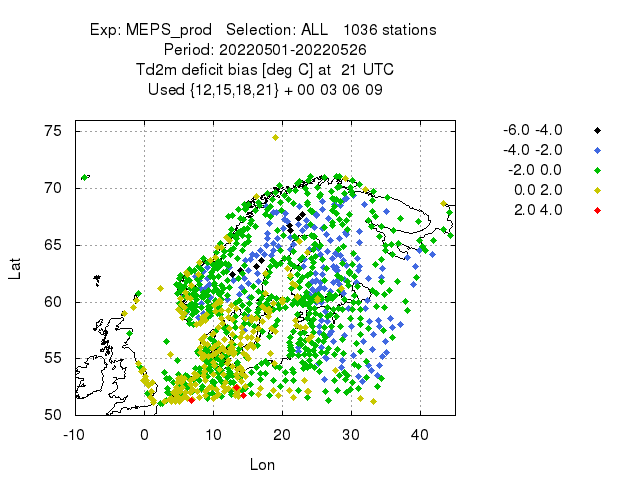 Exp: MEPS_prod   Selection: ALL   1036 stations
Period: 20220501-20220526
Td2m deficit bias [deg C] at  21 UTC
Used {12,15,18,21} + 00 03 06 09
-6.0 -4.0
-4.0 -2.0
-2.0 0.0
0.0 2.0
2.0 4.0
75
70
65
60
55
50
Lat
-10 0 10 20 30 40
Lon